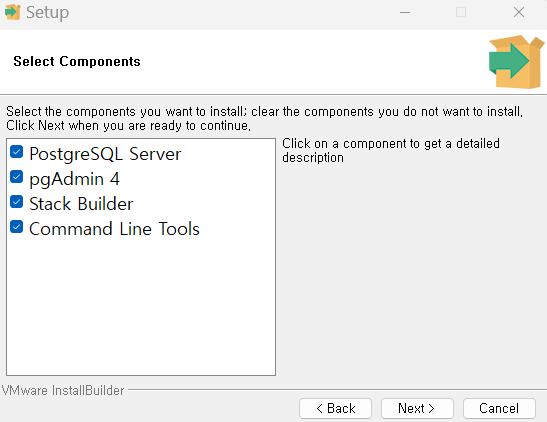 Setup
Select Components
Select the components you want to install; clear the components you do not want to install.
Click Next when you are ready to continue.
PostgreSQL Server
pgAdmin 4
Stack Builder
Command Line Tools
Click on a component to get a detailed
description
VMware InstallBuilder
< Back
Next >
Cancel